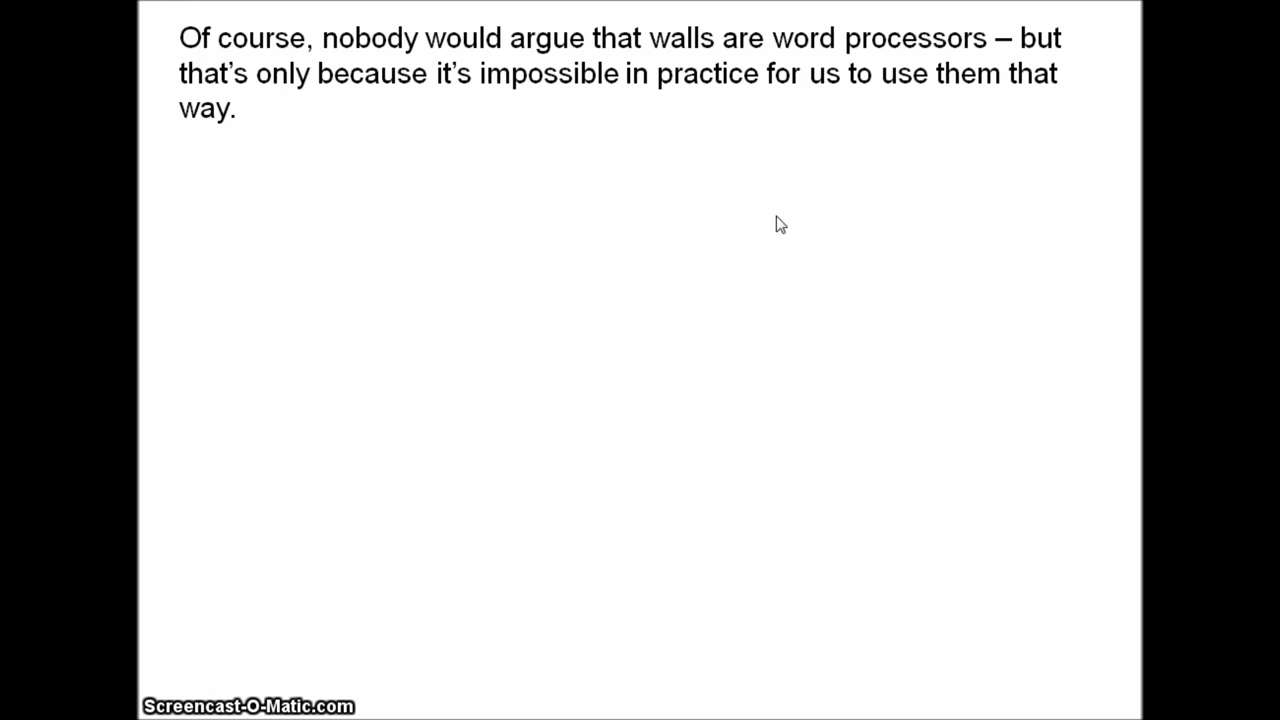 Of course, nobody would argue that walls are word processors – but
that’s only because it’s impossible in practice for us to use them that
way.
Screencast-O-Matic.com